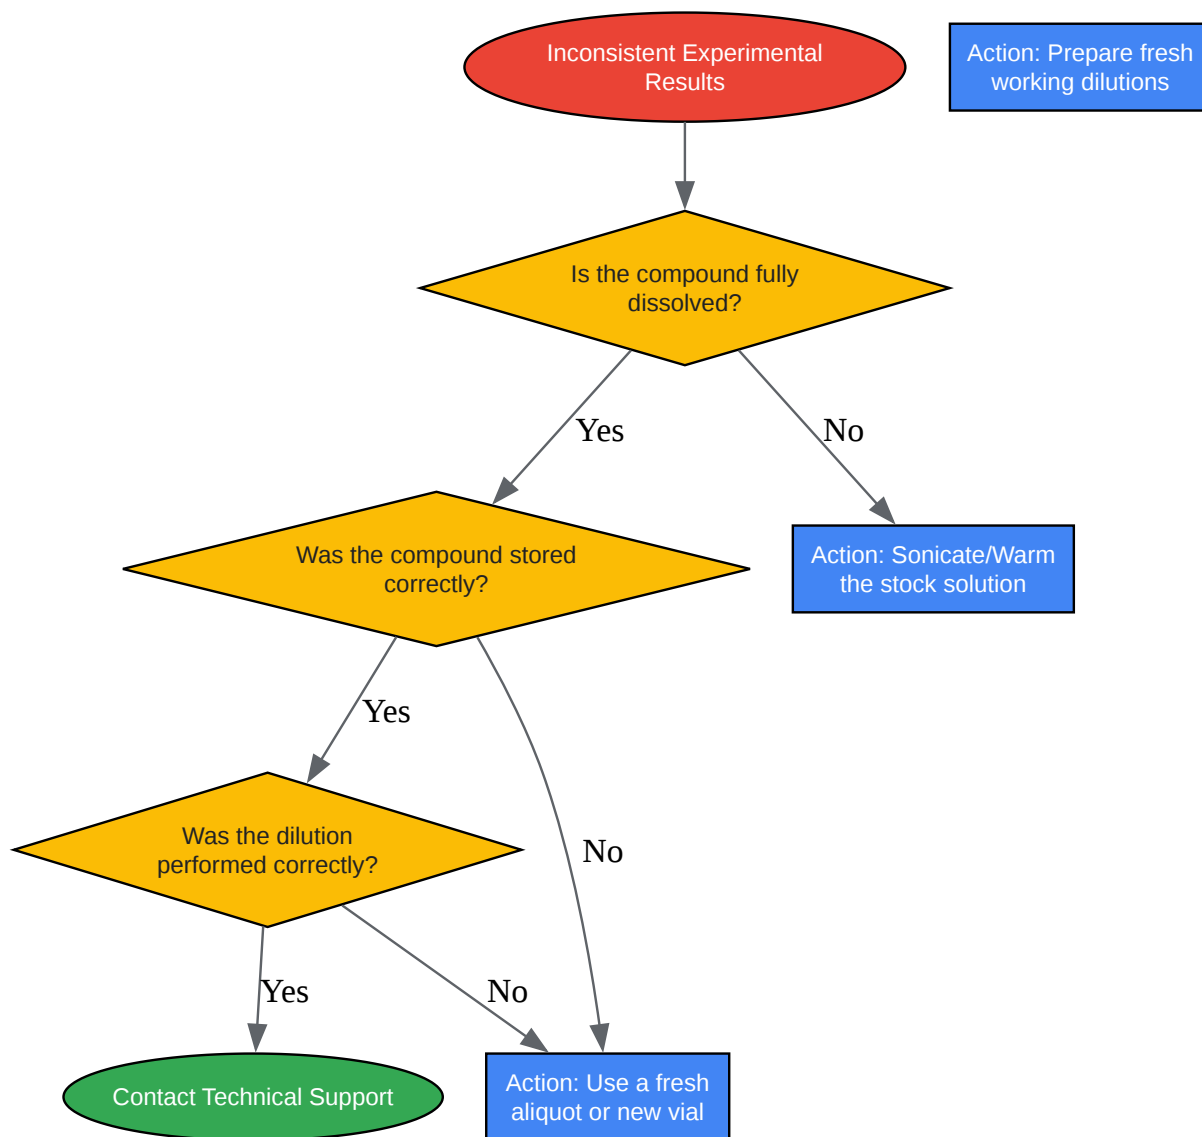 Inconsistent Experimental
Results
Action: Prepare fresh
working dilutions
Is the compound fully
dissolved?
Yes
No
Was the compound stored
correctly?
Action: Sonicate/Warm
the stock solution
Yes
Was the dilution
performed correctly?
No
Yes
No
Contact Technical Support
Action: Use a fresh
aliquot or new vial